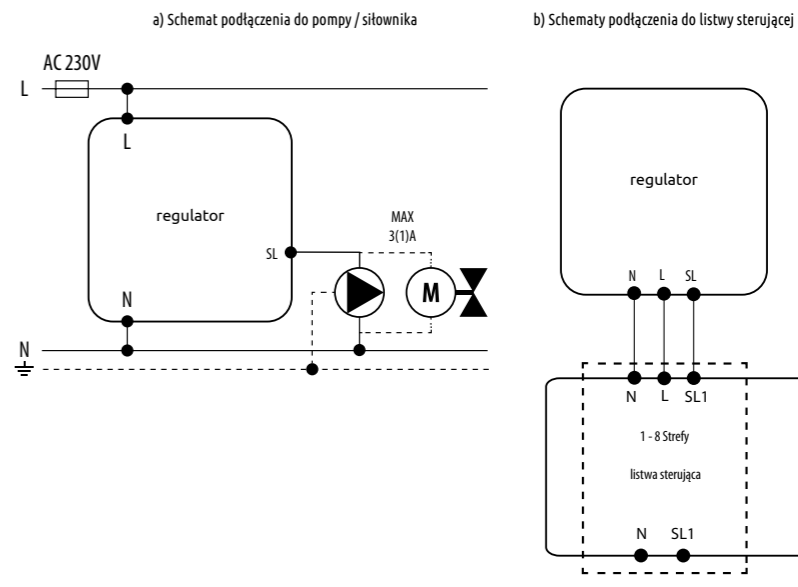 a) Schemat podłączenia do pompy / siłownika
AC 230V
L
L
regulator
MAX
3(1)A
SL
M
N
N
b) Schematy podłączenia do listwy sterującej
regulator
N L SL
N L SL1
1 - 8 Strefy
listwa sterująca
N SL1